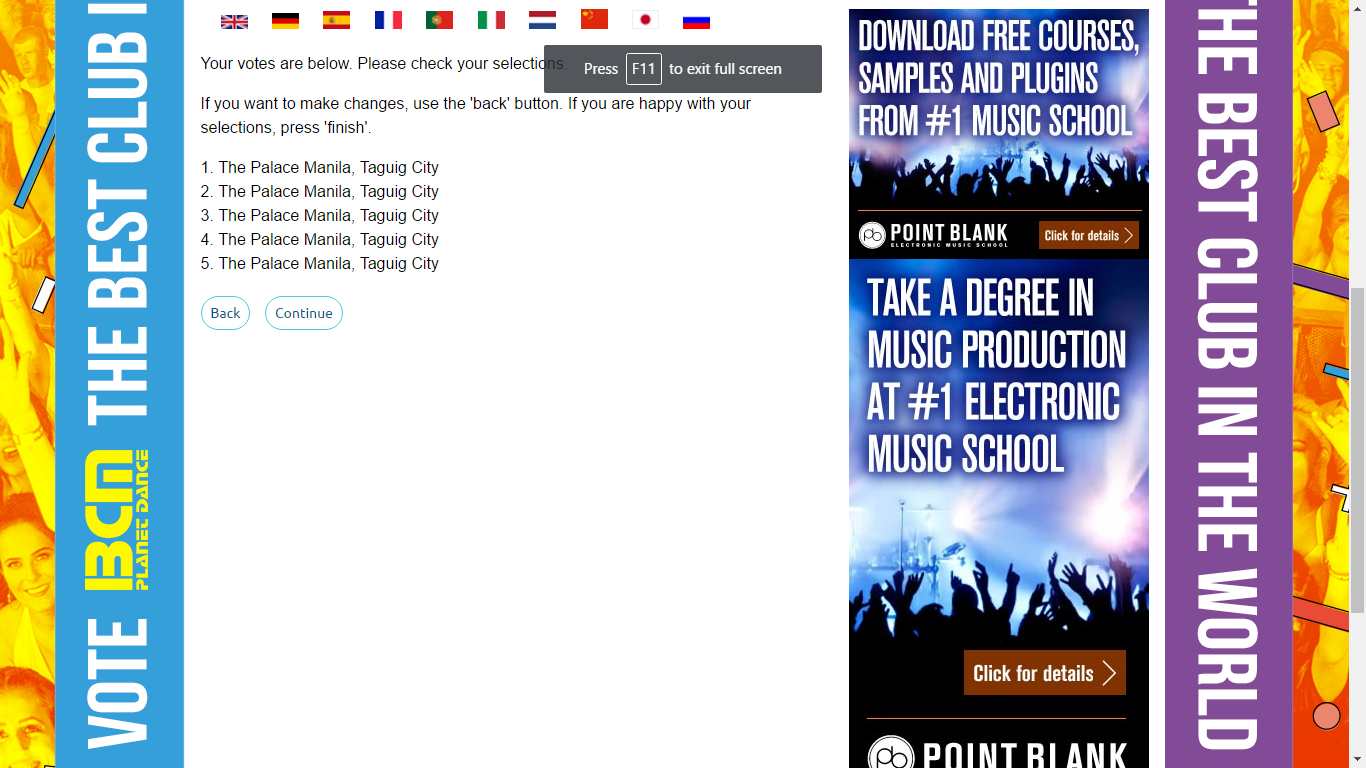 Your votes are below. Please check your selections.
Press F11 to exit full screen
If you want to make changes, use the 'back' button. If you are happy with your
selections, press 'finish'.
1. The Palace Manila, Taguig City
2. The Palace Manila, Taguig City
3. The Palace Manila, Taguig City
4. The Palace Manila, Taguig City
5. The Palace Manila, Taguig City
Back
Continue
VOTE BCM PLANET DANCE THE BEST CLUB I
DOWNLOAD FREE COURSES,
SAMPLES AND PLUGINS
FROM #1 MUSIC SCHOOL
pb POINT BLANK
ELECTRONIC MUSIC SCHOOL
Click for details
TAKE A DEGREE IN
MUSIC PRODUCTION
AT #1 ELECTRONIC
MUSIC SCHOOL
Click for details
pb POINT BLANK
THE BEST CLUB IN THE WORLD